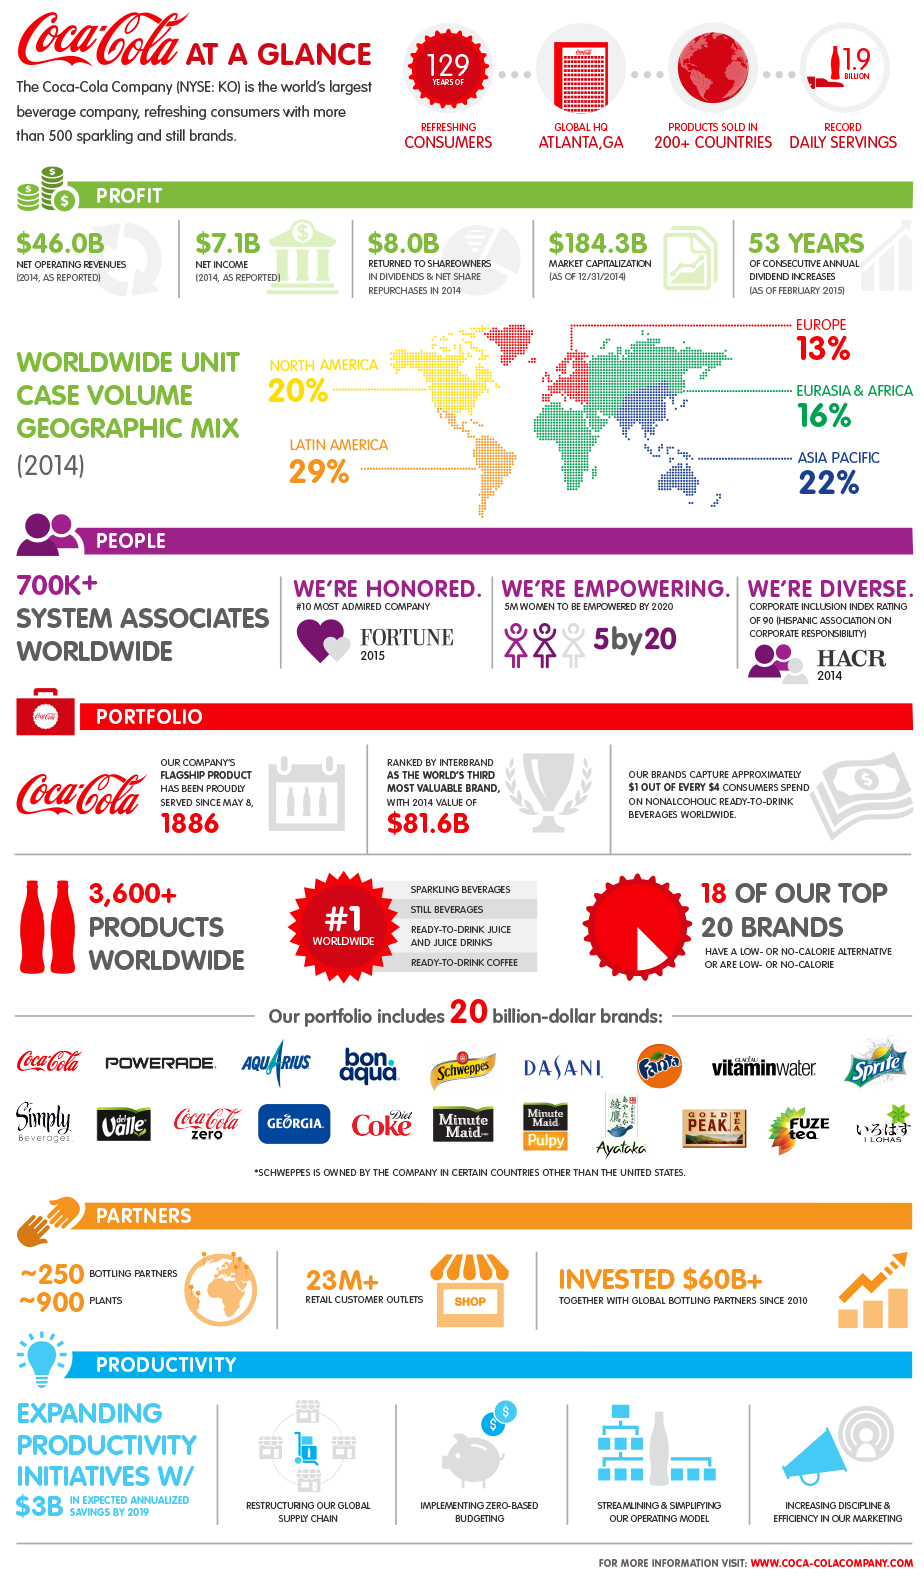 Coca-Cola AT A GLANCE
The Coca-Cola Company (NYSE: KO) is the world's largest
beverage company, refreshing consumers with more
than 500 sparkling and still brands.
129
YEARS OF
REFRESHING
CONSUMERS
Coca-Cola
GLOBAL HQ
ATLANTA,GA
PRODUCTS SOLD IN
200+ COUNTRIES
1.9
BILLION
RECORD
DAILY SERVINGS
PROFIT
$46.0B
NET OPERATING REVENUES
(2014, AS REPORTED)
$7.1B
NET INCOME
(2014, AS REPORTED)
$8.0B
RETURNED TO SHAREOWNERS
IN DIVIDENDS & NET SHARE
REPURCHASES IN 2014
$184.3B
MARKET CAPITALIZATION
(AS OF 12/31/2014)
53 YEARS
OF CONSECUTIVE ANNUAL
DIVIDEND INCREASES
(AS OF FEBRUARY 2015)
WORLDWIDE UNIT
CASE VOLUME
GEOGRAPHIC MIX
(2014)
NORTH AMERICA
20%
LATIN AMERICA
29%
EUROPE
13%
EURASIA & AFRICA
16%
ASIA PACIFIC
22%
PEOPLE
700K+
SYSTEM ASSOCIATES
WORLDWIDE
WE'RE HONORED.
#10 MOST ADMIRED COMPANY
FORTUNE
2015
WE'RE EMPOWERING.
5M WOMEN TO BE EMPOWERED BY 2020
5by20
WE'RE DIVERSE.
CORPORATE INCLUSION INDEX RATING
OF 90 (HISPANIC ASSOCIATION ON
CORPORATE RESPONSIBILITY)
HACR
2014
Coca-Cola
PORTFOLIO
Coca-Cola
OUR COMPANY'S
FLAGSHIP PRODUCT
HAS BEEN PROUDLY
SERVED SINCE MAY 8,
1886
RANKED BY INTERBRAND
AS THE WORLD'S THIRD
MOST VALUABLE BRAND,
WITH 2014 VALUE OF
$81.6B
OUR BRANDS CAPTURE APPROXIMATELY
$1 OUT OF EVERY $4 CONSUMERS SPEND
ON NONALCOHOLIC READY-TO-DRINK
BEVERAGES WORLDWIDE.
3,600+
PRODUCTS
WORLDWIDE
#1
WORLDWIDE
SPARKLING BEVERAGES
STILL BEVERAGES
READY-TO-DRINK JUICE
AND JUICE DRINKS
READY-TO-DRINK COFFEE
18 OF OUR TOP
20 BRANDS
HAVE A LOW- OR NO-CALORIE ALTERNATIVE
OR ARE LOW- OR NO-CALORIE
Our portfolio includes 20 billion-dollar brands:
Coca-Cola
POWERADE
AQUARIUS
bon
aqua
Schweppes
DASANI
Fanta
GLACÉAU
vitaminwater
Sprite
Simply
Beverages
del
Valle
Coca-Cola
zero
GEORGIA
Diet
Coke
Minute
Maid
Minute
Maid
Pulpy
綾鷹
あやたか
Ayataka
GOLD
PEAK
TEA
FUZE
tea
いろはす
I LOHAS
*SCHWEPPES IS OWNED BY THE COMPANY IN CERTAIN COUNTRIES OTHER THAN THE UNITED STATES.
PARTNERS
~250 BOTTLING PARTNERS
~900 PLANTS
23M+
RETAIL CUSTOMER OUTLETS
SHOP
INVESTED $60B+
TOGETHER WITH GLOBAL BOTTLING PARTNERS SINCE 2010
PRODUCTIVITY
EXPANDING
PRODUCTIVITY
INITIATIVES W/
$3B IN EXPECTED ANNUALIZED
SAVINGS BY 2019
RESTRUCTURING OUR GLOBAL
SUPPLY CHAIN
IMPLEMENTING ZERO-BASED
BUDGETING
STREAMLINING & SIMPLIFYING
OUR OPERATING MODEL
INCREASING DISCIPLINE &
EFFICIENCY IN OUR MARKETING
FOR MORE INFORMATION VISIT: WWW.COCA-COLACOMPANY.COM